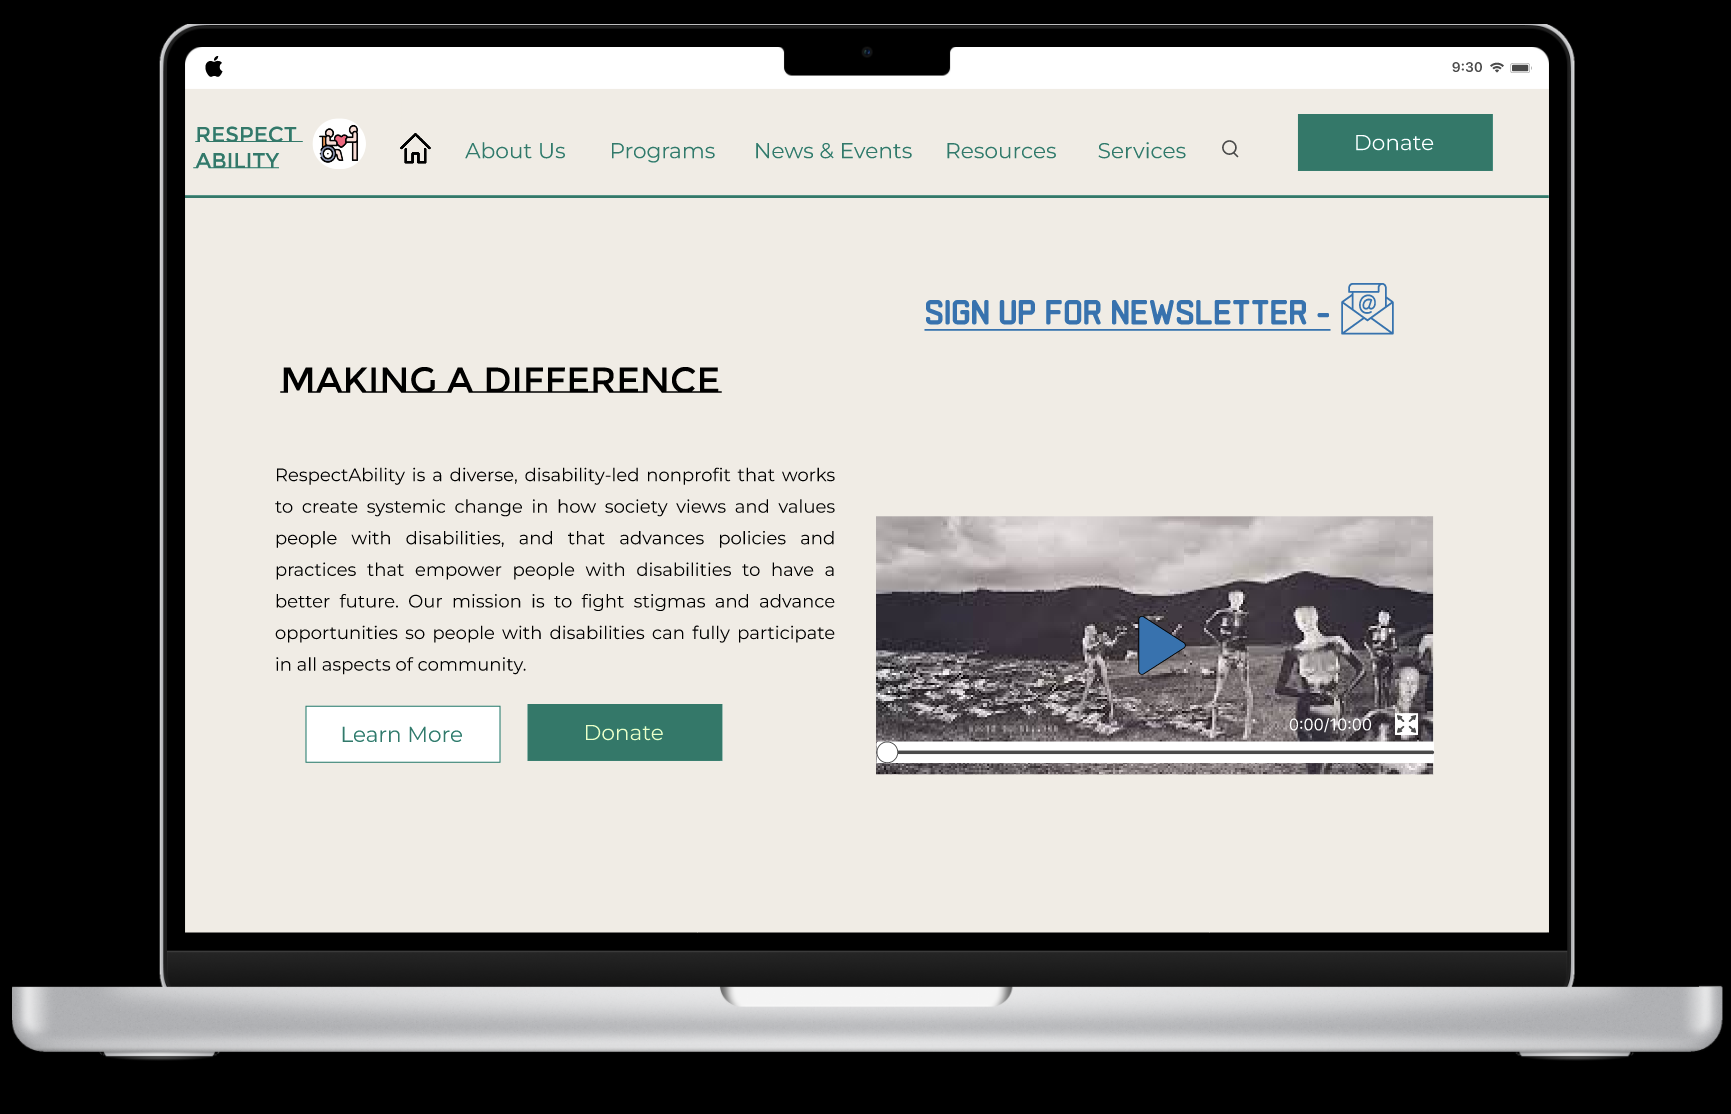 9:30
RESPECT
ABILITY
About Us
Programs
News & Events
Resources
Services
Donate
SIGN UP FOR NEWSLETTER -
@
MAKING A DIFFERENCE
RespectAbility is a diverse, disability-led nonprofit that works
to create systemic change in how society views and values
people with disabilities, and that advances policies and
practices that empower people with disabilities to have a
better future. Our mission is to fight stigmas and advance
opportunities so people with disabilities can fully participate
in all aspects of community.
Learn More
Donate
0:00/10:00